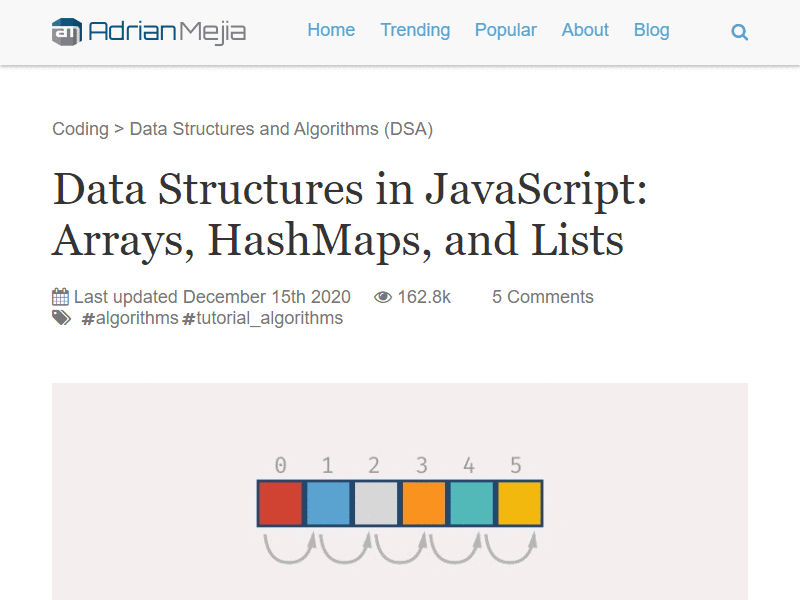 AdrianMejia Home Trending Popular About Blog
Coding > Data Structures and Algorithms (DSA)
Data Structures in JavaScript:
Arrays, HashMaps, and Lists
Last updated December 15th 2020 162.8k 5 Comments
#algorithms #tutorial_algorithms
0 1 2 3 4 5